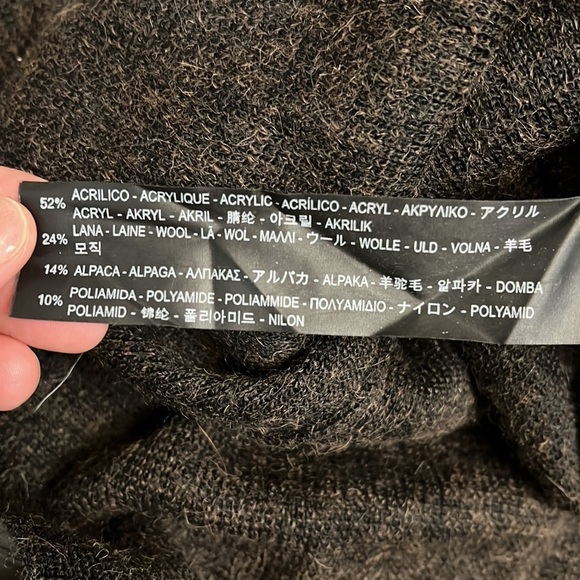 52% ACRILICO - ACRYLIQUE - ACRYLIC - ACRÍLICO - ACRYL - ΑΚΡΥΛΙΚΟ - アクリル
ACRYL - AKRYL - AKRIL - 腈纶 - 아크릴 - AKRILIK
24% LANA - LAINE - WOOL - LÃ - WOL - ΜΑΛΛΙ - ウール - WOLLE - ULD - VOLNA - 羊毛
모직
14% ALPACA - ALPAGA - ΑΛΠΑΚΑΣ - アルパカ - ALPAKA - 羊驼毛 - 알파카 - DOMBA
10% POLIAMIDA - POLYAMIDE - POLIAMMIDE - ΠΟΛΥΑΜΙΔΙΟ - ナイロン - POLYAMID
POLIAMID - 锦纶 - 폴리아미드 - NILON